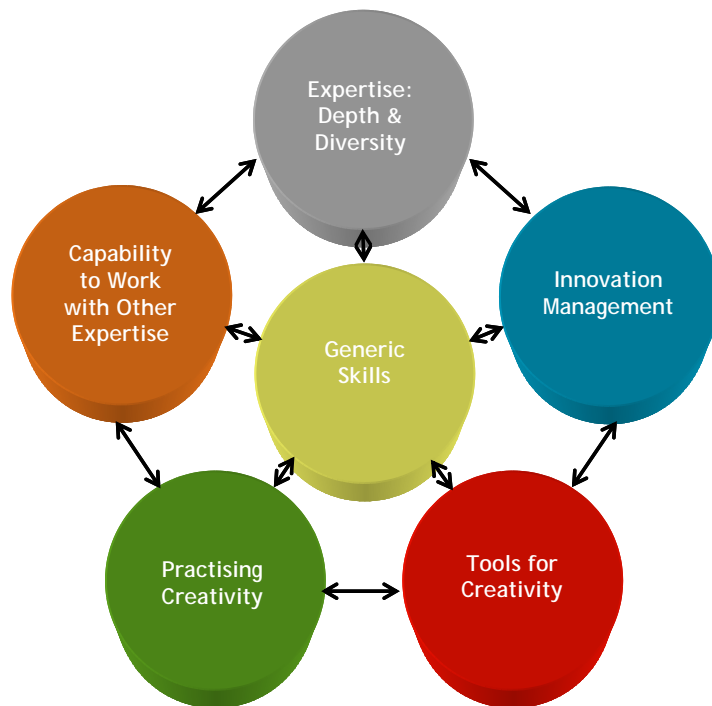 Expertise:
Depth &
Diversity
Capability
to Work
with Other
Expertise
Innovation
Management
Generic
Skills
Practising
Creativity
Tools for
Creativity